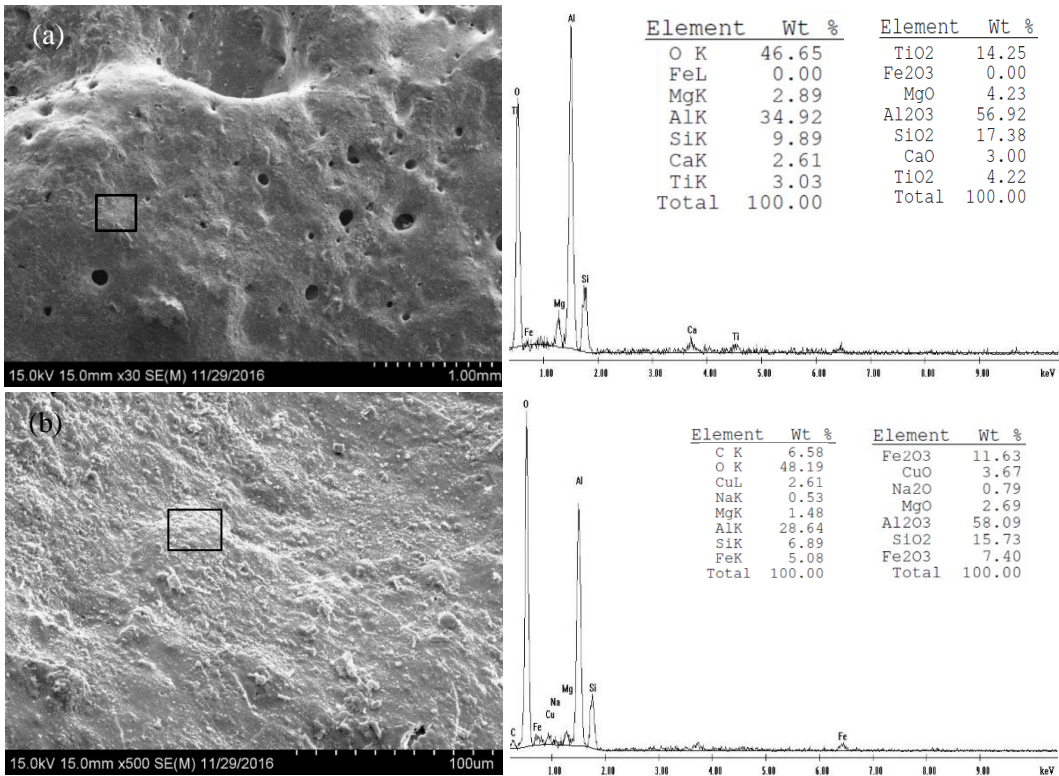 (a)
15.0kV 15.0mm x30 SE(M) 11/29/2016 1.00mm
Element Wt %
O K 46.65
FeL 0.00
MgK 2.89
AlK 34.92
SiK 9.89
CaK 2.61
TiK 3.03
Total 100.00
Element Wt %
TiO2 14.25
Fe2O3 0.00
MgO 4.23
Al2O3 56.92
SiO2 17.38
CaO 3.00
TiO2 4.22
Total 100.00
Al
O
Ti
Fe
Mg
Si
Ca
Ti
1.00 2.00 3.00 4.00 5.00 6.00 7.00 8.00 9.00 keV
(b)
15.0kV 15.0mm x500 SE(M) 11/29/2016 100um
Element Wt %
C K 6.58
O K 48.19
CuL 2.61
NaK 0.53
MgK 1.48
AlK 28.64
SiK 6.89
FeK 5.08
Total 100.00
Element Wt %
Fe2O3 11.63
CuO 3.67
Na2O 0.79
MgO 2.69
Al2O3 58.09
SiO2 15.73
Fe2O3 7.40
Total 100.00
O
Al
C
Fe
Cu
Na
Mg
Si
Fe
1.00 2.00 3.00 4.00 5.00 6.00 7.00 8.00 9.00 keV